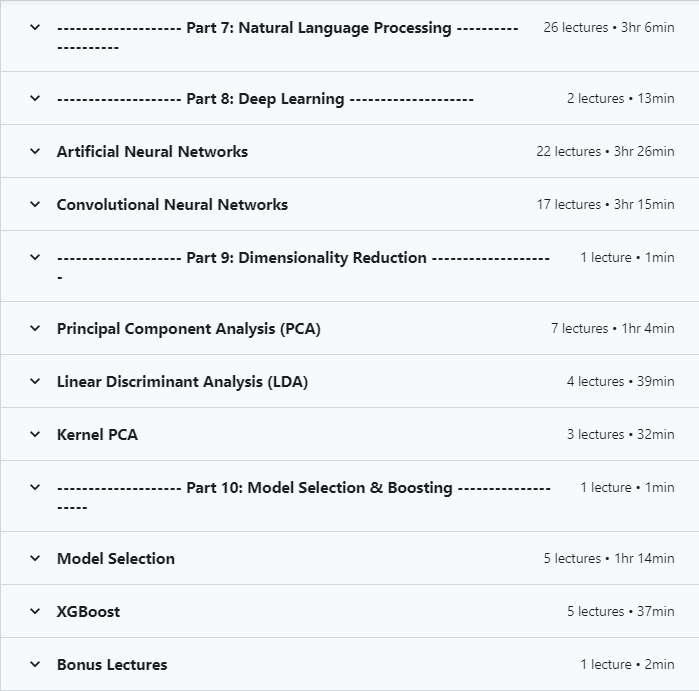 -------------------- Part 7: Natural Language Processing ---------- 26 lectures • 3hr 6min
----------
-------------------- Part 8: Deep Learning -------------------- 2 lectures • 13min
Artificial Neural Networks 22 lectures • 3hr 26min
Convolutional Neural Networks 17 lectures • 3hr 15min
-------------------- Part 9: Dimensionality Reduction ------------------- 1 lecture • 1min
-
Principal Component Analysis (PCA) 7 lectures • 1hr 4min
Linear Discriminant Analysis (LDA) 4 lectures • 39min
Kernel PCA 3 lectures • 32min
-------------------- Part 10: Model Selection & Boosting --------------- 1 lecture • 1min
-----
Model Selection 5 lectures • 1hr 14min
XGBoost 5 lectures • 37min
Bonus Lectures 1 lecture • 2min